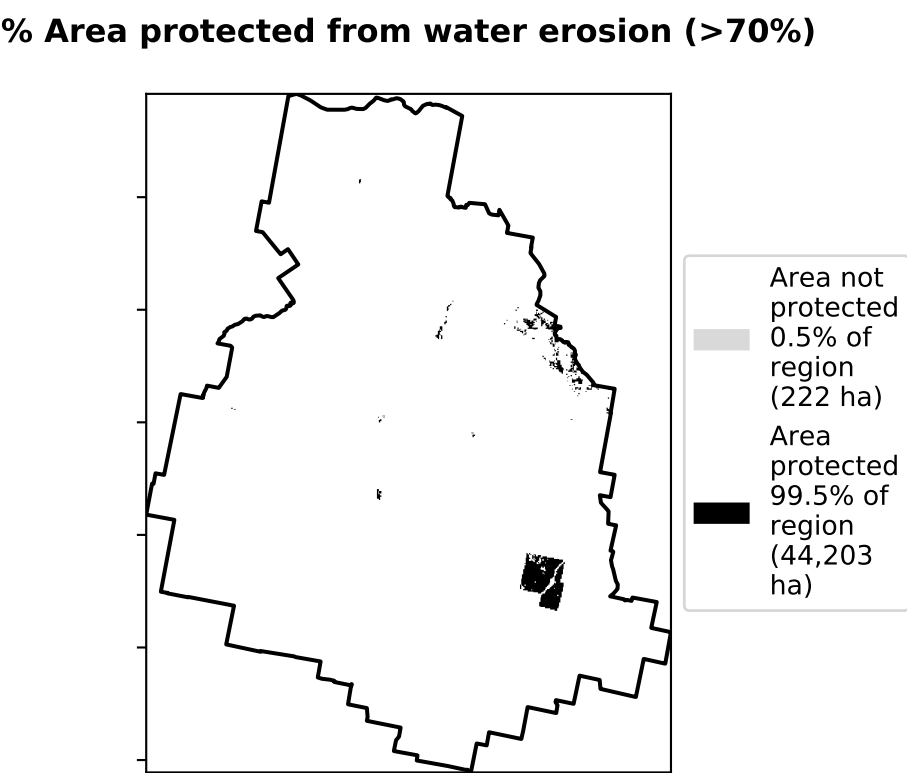 % Area protected from water erosion (>70%)
Area not
protected
0.5% of
region
(222 ha)
Area
protected
99.5% of
region
(44,203
ha)